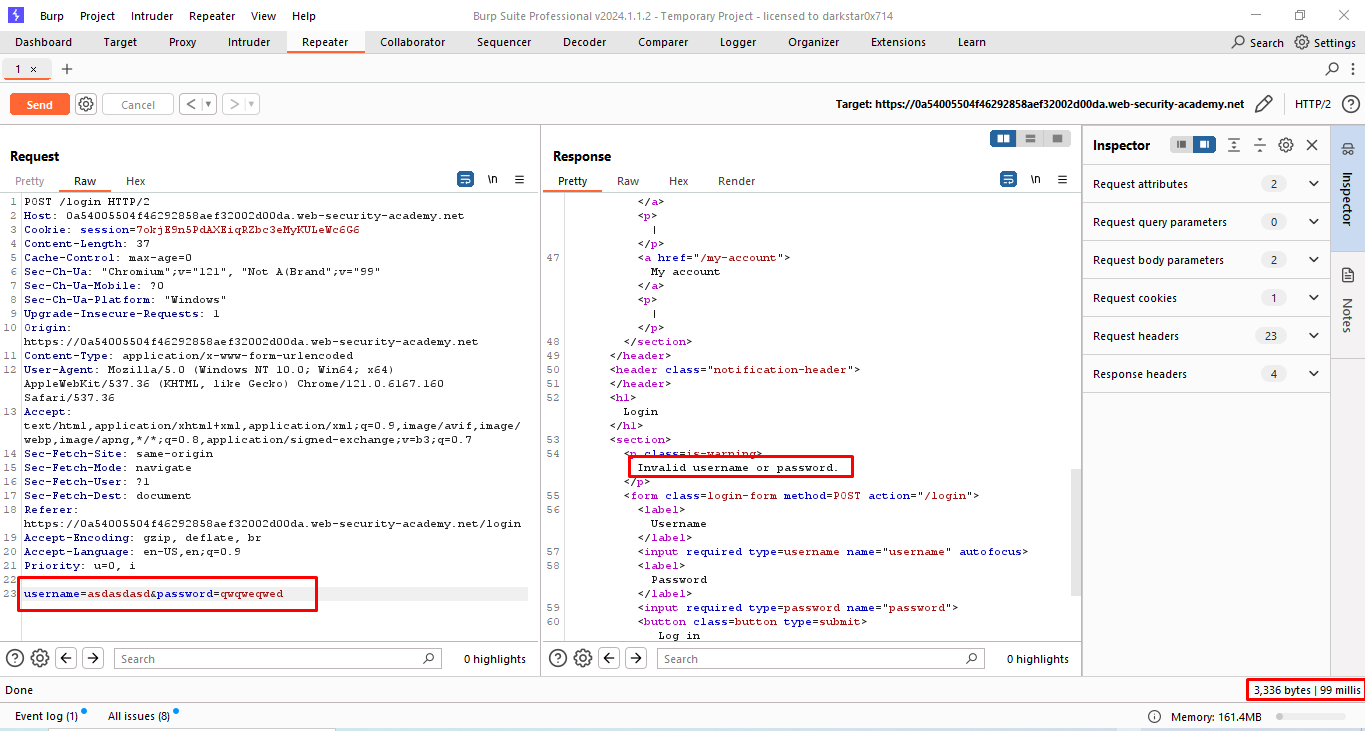 Burp Project Intruder Repeater View Help Burp Suite Professional v2024.1.1.2 - Temporary Project - licensed to darkstar0x714
Dashboard Target Proxy Intruder Repeater Collaborator Sequencer Decoder Comparer Logger Organizer Extensions Learn Search Settings
1 × +
Send Cancel < > Target: https://0a54005504f46292858aef32002d00da.web-security-academy.net HTTP/2
Request
Pretty Raw Hex \n
1 POST /login HTTP/2
2 Host: 0a54005504f46292858aef32002d00da.web-security-academy.net
3 Cookie: session=7okjE9n5PdAXEiqRZbc3eMyKULeWc6G6
4 Content-Length: 37
5 Cache-Control: max-age=0
6 Sec-Ch-Ua: "Chromium";v="121", "Not A(Brand";v="99"
7 Sec-Ch-Ua-Mobile: ?0
8 Sec-Ch-Ua-Platform: "Windows"
9 Upgrade-Insecure-Requests: 1
10 Origin:
https://0a54005504f46292858aef32002d00da.web-security-academy.net
11 Content-Type: application/x-www-form-urlencoded
12 User-Agent: Mozilla/5.0 (Windows NT 10.0; Win64; x64)
AppleWebKit/537.36 (KHTML, like Gecko) Chrome/121.0.6167.160
Safari/537.36
13 Accept:
text/html,application/xhtml+xml,application/xml;q=0.9,image/avif,image/
webp,image/apng,*/*;q=0.8,application/signed-exchange;v=b3;q=0.7
14 Sec-Fetch-Site: same-origin
15 Sec-Fetch-Mode: navigate
16 Sec-Fetch-User: ?1
17 Sec-Fetch-Dest: document
18 Referer:
https://0a54005504f46292858aef32002d00da.web-security-academy.net/login
19 Accept-Encoding: gzip, deflate, br
20 Accept-Language: en-US,en;q=0.9
21 Priority: u=0, i
22
23 username=asdasdasd&password=qwqweqwed
Search 0 highlights
Response
Pretty Raw Hex Render \n
</a>
<p>
|
</p>
47 <a href="/my-account">
My account
</a>
<p>
|
</p>
48 </section>
49 </header>
50 <header class="notification-header">
51 </header>
52 <h1>
Login
</h1>
53 <section>
54 <p class=is-warning>
Invalid username or password.
</p>
55 <form class=login-form method=POST action="/login">
56 <label>
Username
</label>
57 <input required type=username name="username" autofocus>
58 <label>
Password
</label>
59 <input required type=password name="password">
60 <button class=button type=submit>
Log in
Search 0 highlights
Inspector
Request attributes 2
Request query parameters 0
Request body parameters 2
Request cookies 1
Request headers 23
Response headers 4
Inspector
Notes
Done 3,336 bytes | 99 millis
Event log (1) All issues (8) Memory: 161.4MB